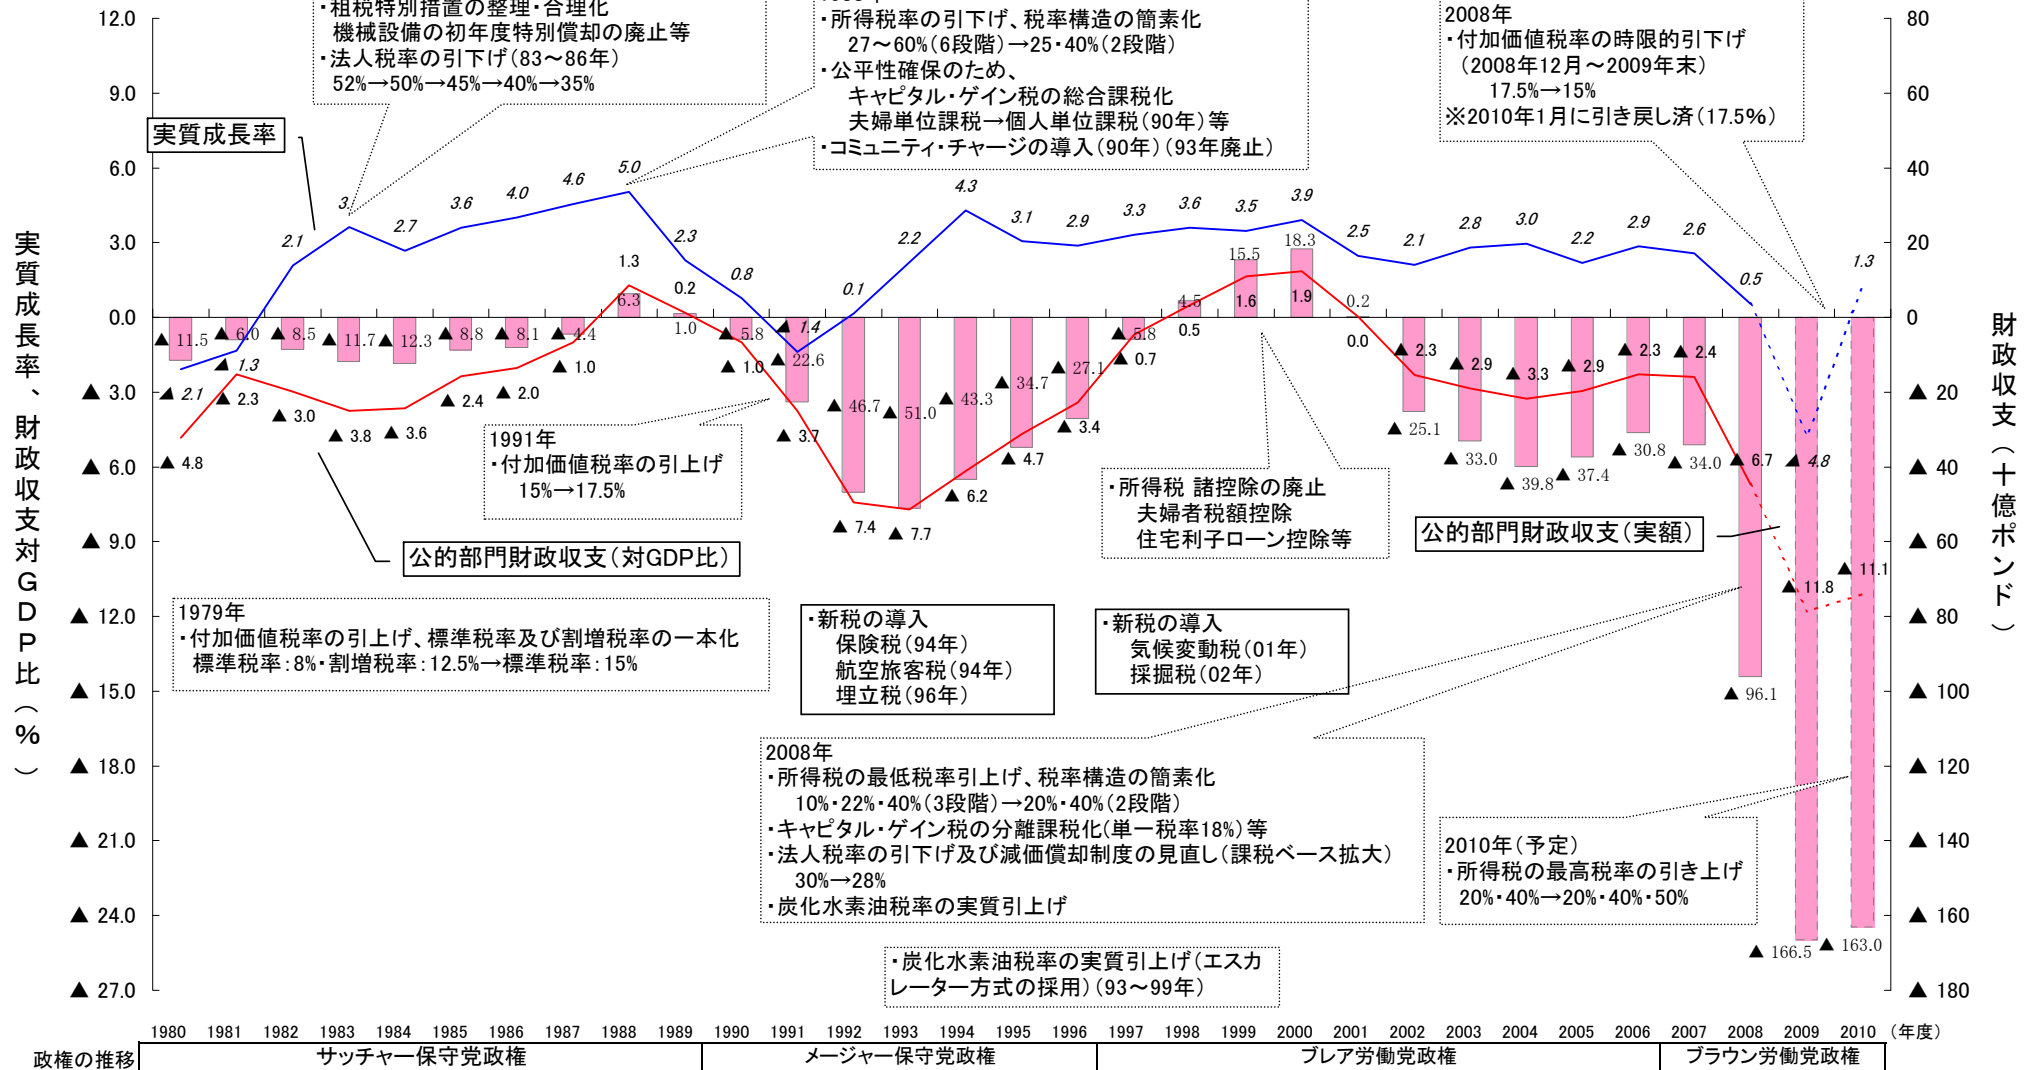 ・租税特別措置の整理・合理化
機械設備の初年度特別償却の廃止等
・法人税率の引下げ(83～86年)
52%→50%→45%→40%→35%
・所得税率の引下げ、税率構造の簡素化
27～60%(6段階)→25・40%(2段階)
・公平性確保のため、
キャピタル・ゲイン税の総合課税化
夫婦単位課税→個人単位課税(90年)等
・コミュニティ・チャージの導入(90年)(93年廃止)
2008年
・付加価値税率の時限的引下げ
(2008年12月～2009年末)
17.5%→15%
※2010年1月に引き戻し済(17.5%)
実質成長率
実質成長率、財政収支対GDP比(%)
12.0
9.0
6.0
3.0
0.0
▲ 3.0
▲ 6.0
▲ 9.0
▲ 12.0
▲ 15.0
▲ 18.0
▲ 21.0
▲ 24.0
▲ 27.0
財政収支(十億ポンド)
80
60
40
20
0
▲ 20
▲ 40
▲ 60
▲ 80
▲ 100
▲ 120
▲ 140
▲ 160
▲ 180
▲ 2.1
▲ 1.3
2.1
3.
2.7
3.6
4.0
4.6
5.0
2.3
0.8
▲ 1.4
0.1
2.2
4.3
3.1
2.9
3.3
3.6
3.5
3.9
2.5
2.1
2.8
3.0
2.2
2.9
2.6
0.5
▲ 4.8
1.3
▲ 11.5
▲ 6.0
▲ 8.5
▲ 11.7
▲ 12.3
▲ 8.8
▲ 8.1
▲ 4.4
6.3
1.0
▲ 5.8
▲ 22.6
▲ 46.7
▲ 51.0
▲ 43.3
▲ 34.7
▲ 27.1
▲ 5.8
4.5
15.5
18.3
0.2
▲ 25.1
▲ 33.0
▲ 39.8
▲ 37.4
▲ 30.8
▲ 34.0
▲ 96.1
▲ 166.5
▲ 163.0
▲ 4.8
▲ 2.3
▲ 3.0
▲ 3.8
▲ 3.6
▲ 2.4
▲ 2.0
▲ 1.0
1.3
0.2
▲ 1.0
▲ 3.7
▲ 7.4
▲ 7.7
▲ 6.2
▲ 4.7
▲ 3.4
▲ 0.7
0.5
1.6
1.9
0.0
▲ 2.3
▲ 2.9
▲ 3.3
▲ 2.9
▲ 2.3
▲ 2.4
▲ 6.7
▲ 11.8
▲ 11.1
1991年
・付加価値税率の引上げ
15%→17.5%
・所得税 諸控除の廃止
夫婦者税額控除
住宅利子ローン控除等
公的部門財政収支(実額)
公的部門財政収支(対GDP比)
1979年
・付加価値税率の引上げ、標準税率及び割増税率の一本化
標準税率:8%・割増税率:12.5%→標準税率:15%
・新税の導入
保険税(94年)
航空旅客税(94年)
埋立税(96年)
・新税の導入
気候変動税(01年)
採掘税(02年)
2008年
・所得税の最低税率引上げ、税率構造の簡素化
10%・22%・40%(3段階)→20%・40%(2段階)
・キャピタル・ゲイン税の分離課税化(単一税率18%)等
・法人税率の引下げ及び減価償却制度の見直し(課税ベース拡大)
30%→28%
・炭化水素油税率の実質引上げ
2010年(予定)
・所得税の最高税率の引き上げ
20%・40%→20%・40%・50%
・炭化水素油税率の実質引上げ(エスカ
レーター方式の採用)(93～99年)
1980 1981 1982 1983 1984 1985 1986 1987 1988 1989 1990 1991 1992 1993 1994 1995 1996 1997 1998 1999 2000 2001 2002 2003 2004 2005 2006 2007 2008 2009 2010 (年度)
政権の推移 サッチャー保守党政権 メージャー保守党政権 ブレア労働党政権 ブラウン労働党政権